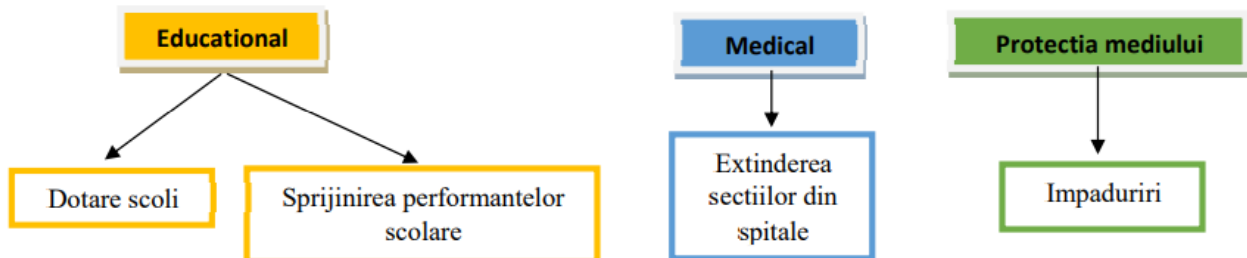 Educational
Medical
Protectia mediului
Dotare scoli
Sprijinirea performantelor
scolare
Extinderea
sectiilor din
spitale
Impaduriri